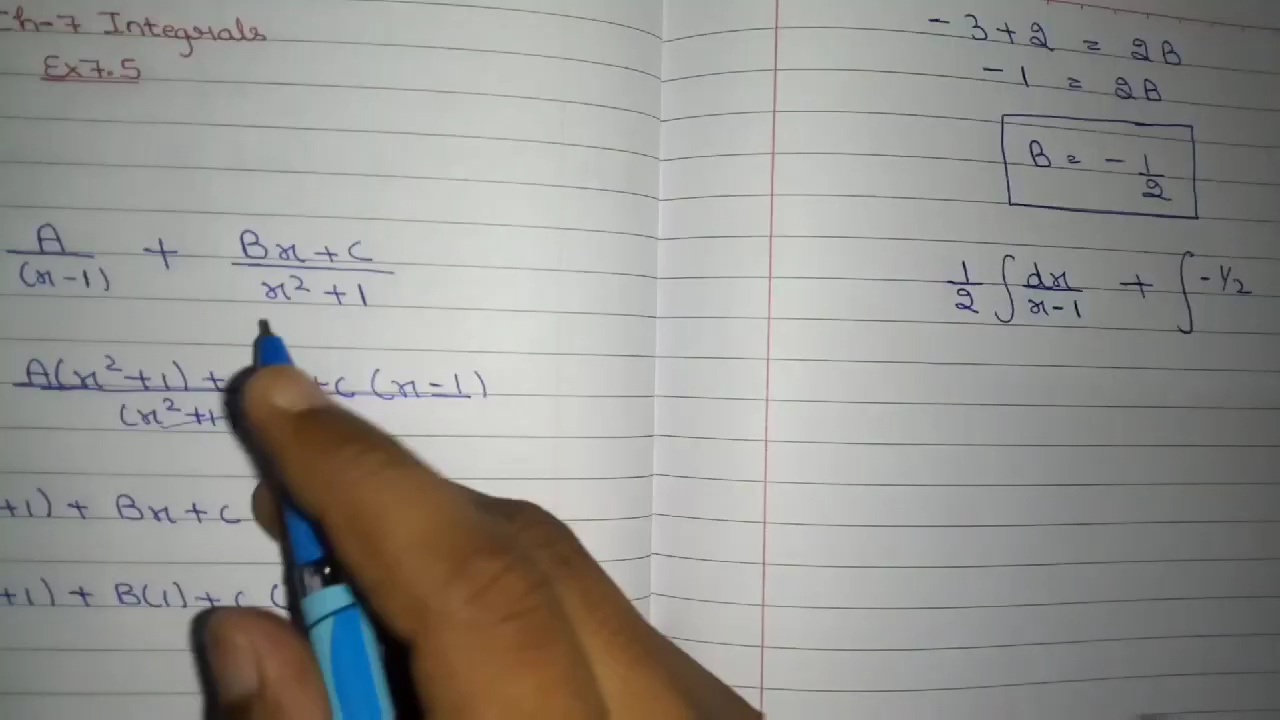 Ch-7 Integrals
Ex7.5
A/(x-1) + Bx+C/x²+1
A(x²+1) + +C (x-1)
(x²+1
+1) + Bx+C
+1) + B(1)+C (
-3+2 = 2B
-1 = 2B
B = -1/2
1/2 ∫ dx/x-1 + ∫ -1/2